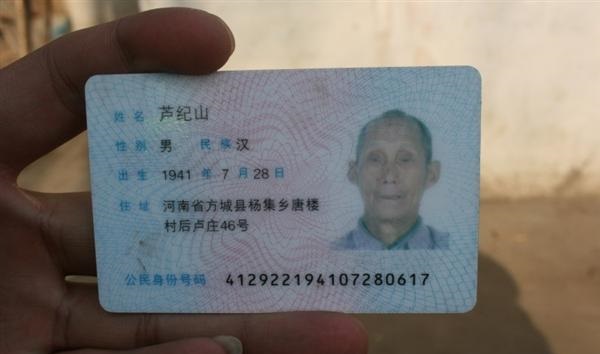 姓名 芦纪山
性别 男 民族 汉
出生 1941 年 7 月 28 日
住址 河南省方城县杨集乡唐楼
村后卢庄46号
公民身份号码 412922194107280617